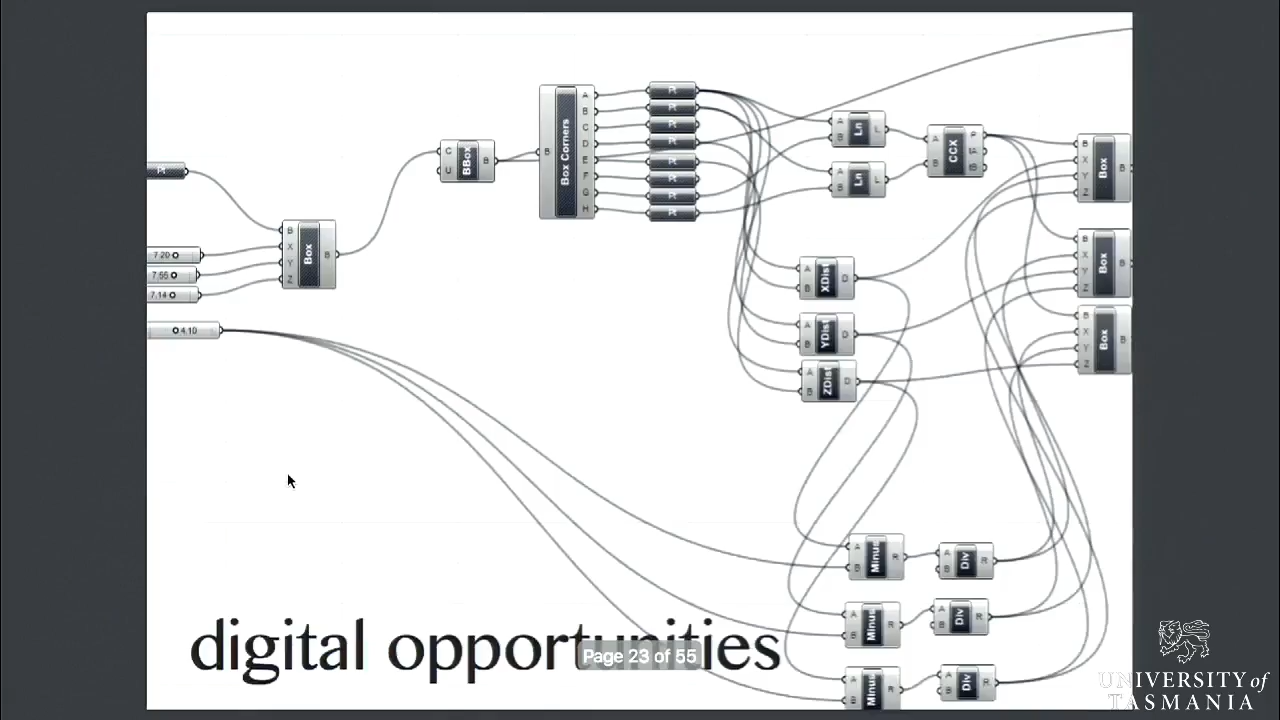 A
B
C
D
E
F
G
H
B
Box Corners
C
U
BBox
B
A
B
Ln
L
A
B
Ln
L
CCX
B
X
Y
Z
Box
B
B
X
Y
Z
Box
B
7.20
7.55
7.14
4.10
A
B
XDist
D
A
B
YDist
D
A
B
ZDist
D
B
X
Y
Z
Box
B
B
X
Y
Z
Box
B
A
B
Minus
R
A
B
Div
R
A
B
Minus
R
A
B
Div
R
A
B
Minus
R
A
B
Div
R
digital opportunities
Page 23 of 55
UNIVERSITY of
TASMANIA